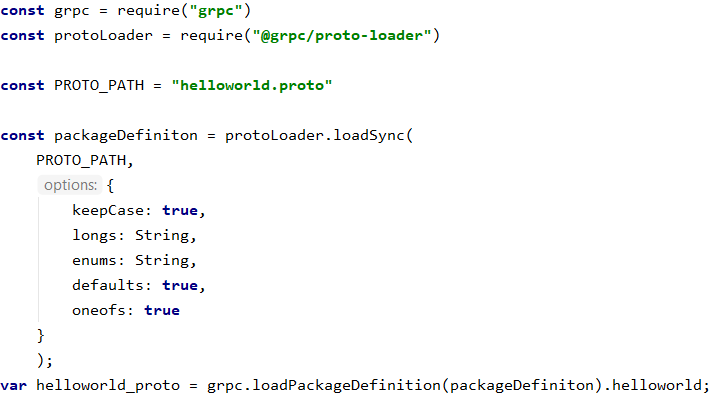 const grpc = require("grpc")
const protoLoader = require("@grpc/proto-loader")
const PROTO_PATH = "helloworld.proto"
const packageDefiniton = protoLoader.loadSync(
PROTO_PATH,
options: {
keepCase: true,
longs: String,
enums: String,
defaults: true,
oneofs: true
}
);
var helloworld_proto = grpc.loadPackageDefinition(packageDefiniton).helloworld;